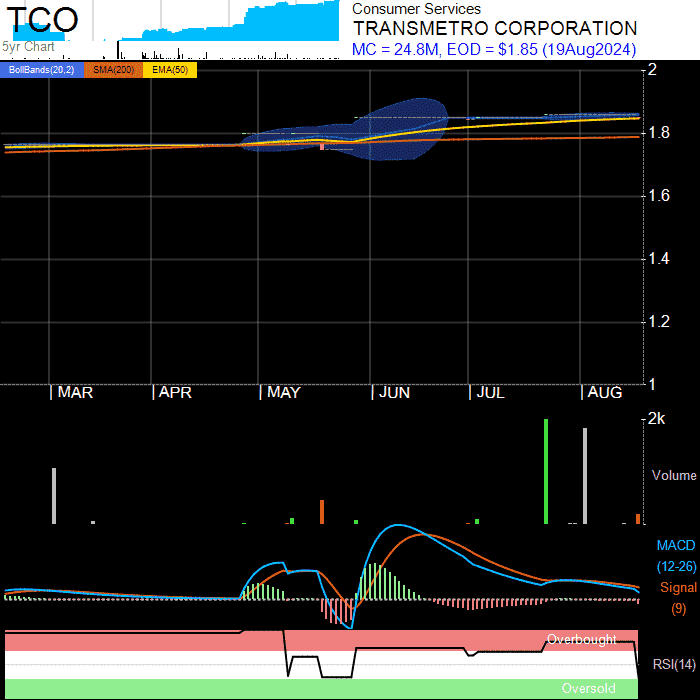 TCO
5yr Chart
Consumer Services
TRANSMETRO CORPORATION
MC = 24.8M, EOD = $1.85 (19Aug2024)
BollBands(20,2) SMA(200) EMA(50)
2
1.8
1.6
1.4
1.2
1
MAR APR MAY JUN JUL AUG
2k
Volume
MACD
(12-26)
Signal
(9)
Overbought
RSI(14)
Oversold